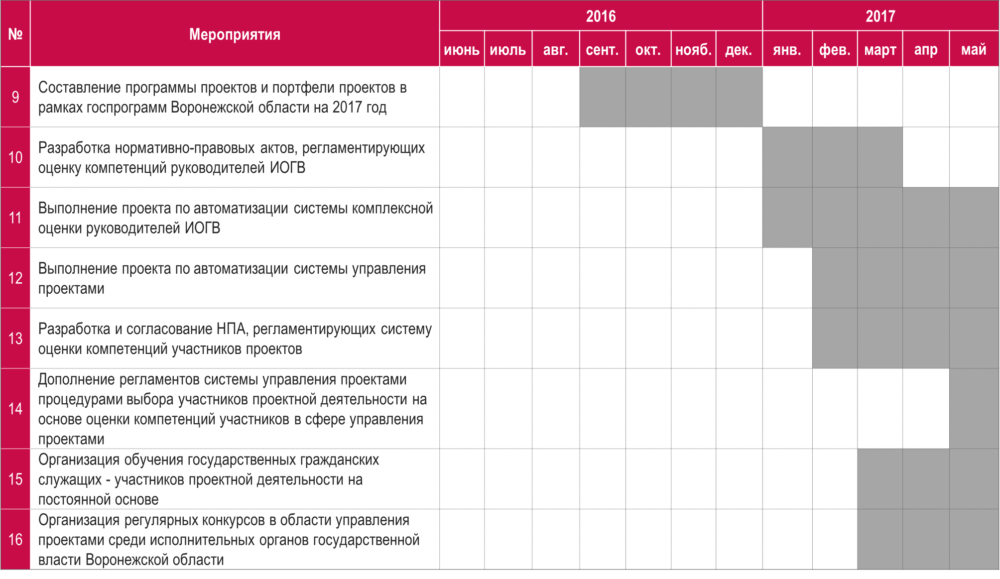 №
Мероприятия
2016
2017
июнь июль авг. сент. окт. нояб. дек. янв. фев. март апр май
9
Составление программы проектов и портфели проектов в
рамках госпрограмм Воронежской области на 2017 год
10
Разработка нормативно-правовых актов, регламентирующих
оценку компетенций руководителей ИОГВ
11
Выполнение проекта по автоматизации системы комплексной
оценки руководителей ИОГВ
12
Выполнение проекта по автоматизации системы управления
проектами
13
Разработка и согласование НПА, регламентирующих систему
оценки компетенций участников проектов
14
Дополнение регламентов системы управления проектами
процедурами выбора участников проектной деятельности на
основе оценки компетенций участников в сфере управления
проектами
15
Организация обучения государственных гражданских
служащих - участников проектной деятельности на
постоянной основе
16
Организация регулярных конкурсов в области управления
проектами среди исполнительных органов государственной
власти Воронежской области